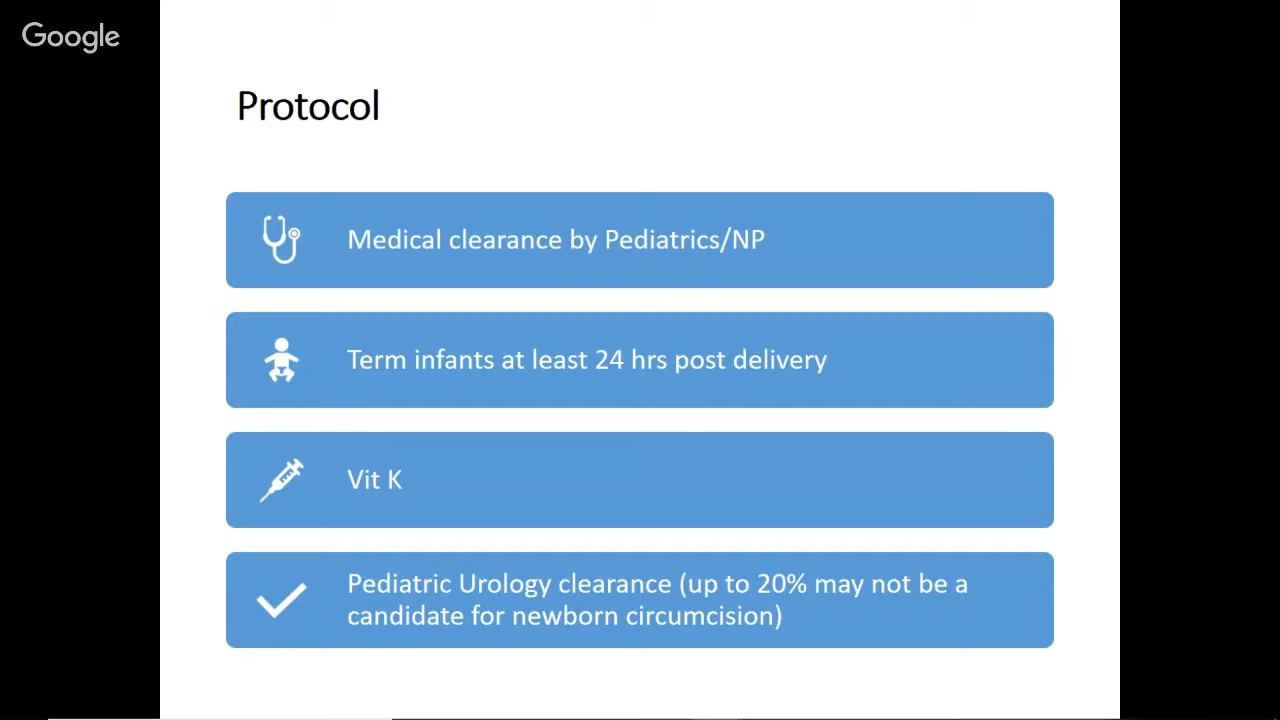 Google
Protocol
Medical clearance by Pediatrics/NP
Term infants at least 24 hrs post delivery
Vit K
Pediatric Urology clearance (up to 20% may not be a
candidate for newborn circumcision)